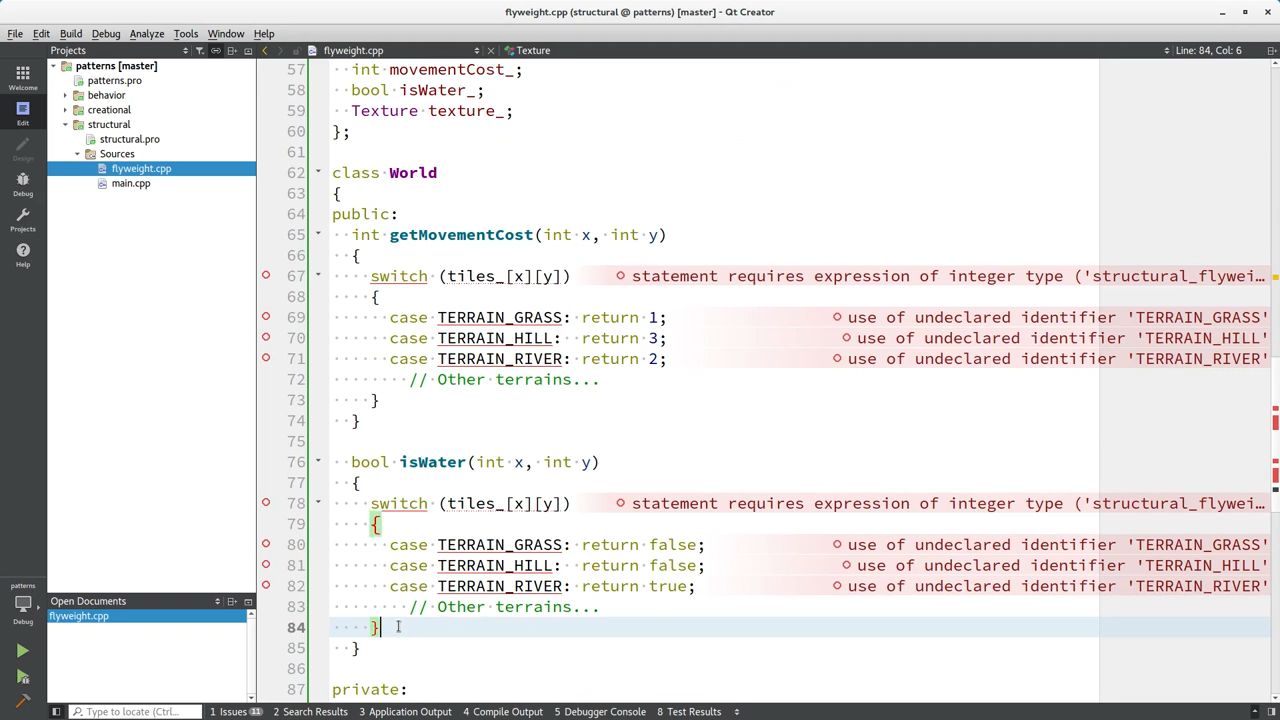 flyweight.cpp (structural @ patterns) [master] - Qt Creator
File Edit View Build Debug Analyze Tools Window Help
Projects
flyweight.cpp
Texture
Line: 84, Col: 6
Welcome
Edit
Design
Debug
Projects
Help
patterns [master]
patterns.pro
behavior
creational
structural
structural.pro
Sources
flyweight.cpp
main.cpp
57 int movementCost_;
58 bool isWater_;
59 Texture texture_;
60 };
61
62 class World
63 {
64 public:
65 int getMovementCost(int x, int y)
66 {
67 switch (tiles_[x][y]) statement requires expression of integer type ('structural_flywei…
68 {
69 case TERRAIN_GRASS: return 1; use of undeclared identifier 'TERRAIN_GRASS'
70 case TERRAIN_HILL: return 3; use of undeclared identifier 'TERRAIN_HILL'
71 case TERRAIN_RIVER: return 2; use of undeclared identifier 'TERRAIN_RIVER'
72 // Other terrains...
73 }
74 }
75
76 bool isWater(int x, int y)
77 {
78 switch (tiles_[x][y]) statement requires expression of integer type ('structural_flywei…
79 {
80 case TERRAIN_GRASS: return false; use of undeclared identifier 'TERRAIN_GRASS'
81 case TERRAIN_HILL: return false; use of undeclared identifier 'TERRAIN_HILL'
82 case TERRAIN_RIVER: return true; use of undeclared identifier 'TERRAIN_RIVER'
83 // Other terrains...
84 }
85 }
86
87 private:
patterns
Debug
Open Documents
flyweight.cpp
Type to locate (Ctrl...
1 Issues 11 2 Search Results 3 Application Output 4 Compile Output 5 Debugger Console 8 Test Results